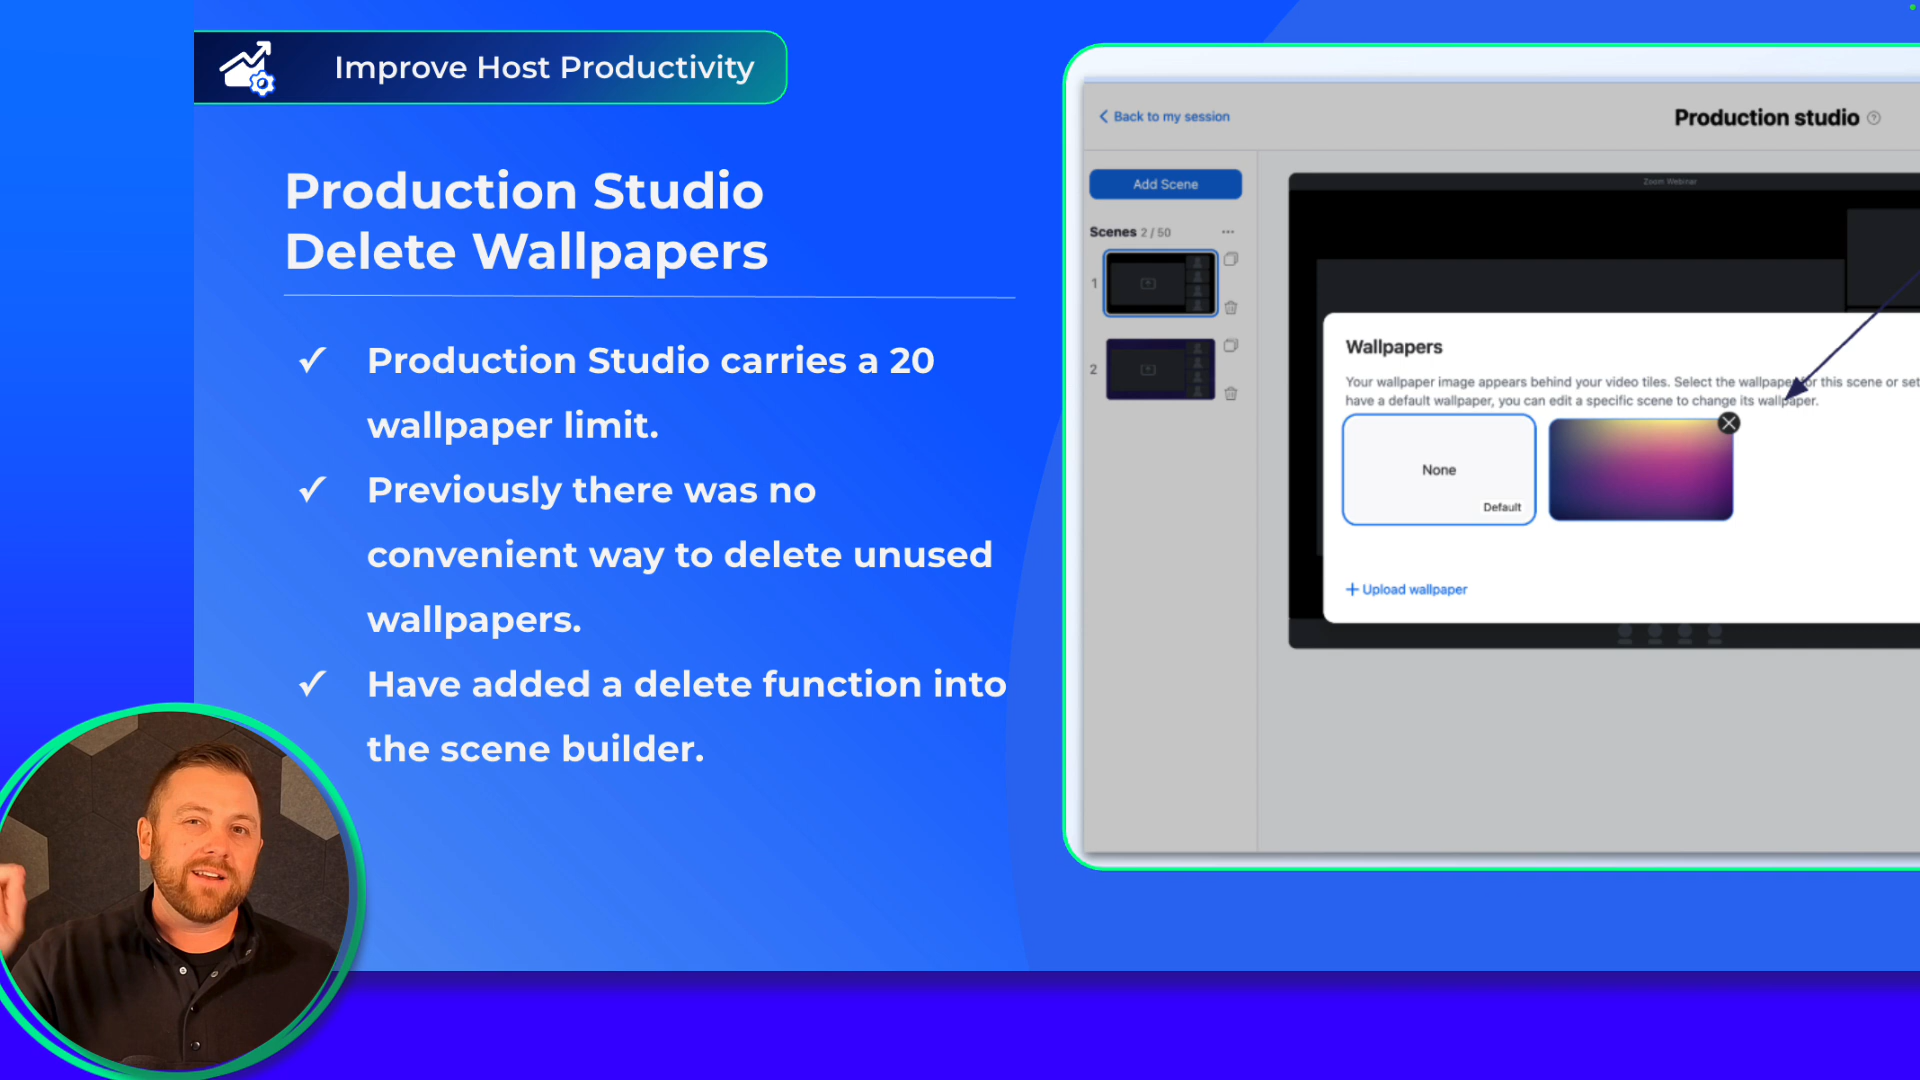 Improve Host Productivity
Production Studio
Delete Wallpapers
✓ Production Studio carries a 20
wallpaper limit.
✓ Previously there was no
convenient way to delete unused
wallpapers.
✓ Have added a delete function into
the scene builder.
Back to my session
Production studio
Add Scene
Scenes 2 / 50
1
2
Zoom Webinar
Wallpapers
Your wallpaper image appears behind your video tiles. Select the wallpaper for this scene or set
have a default wallpaper, you can edit a specific scene to change its wallpaper.
None
Default
+ Upload wallpaper